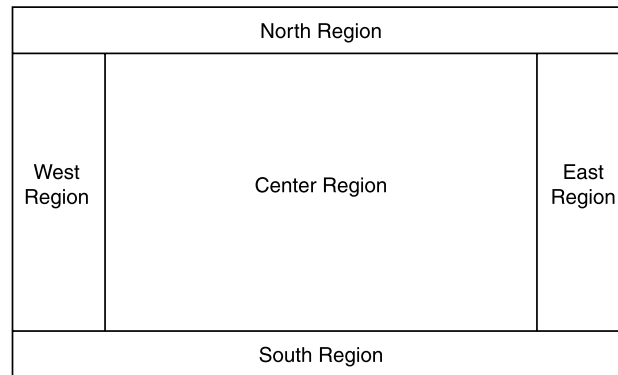 North Region
West
Region
Center Region
East
Region
South Region